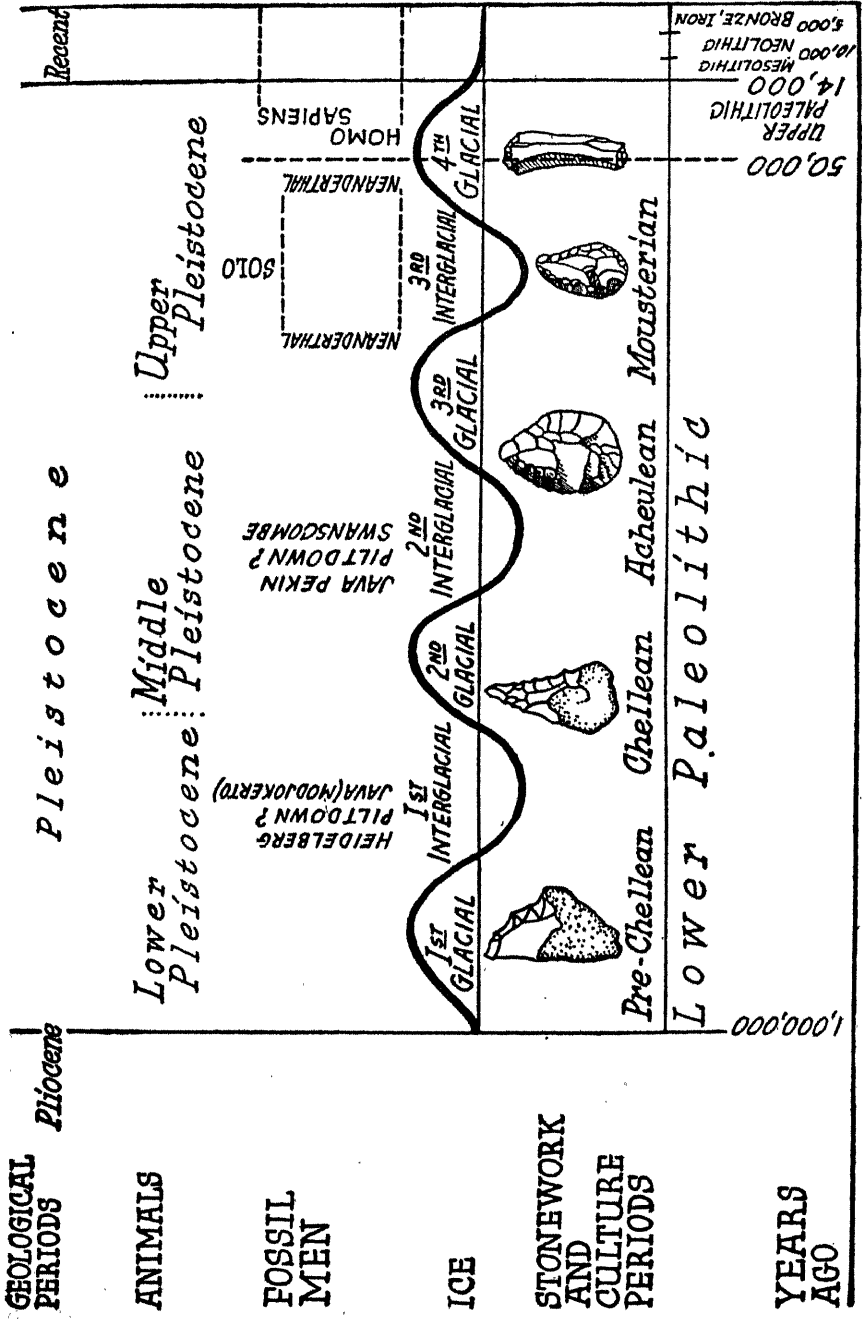 GEOLOGICAL
PERIODS
Pliocene
Pleistocene
Recent
ANIMALS
Lower
Pleistocene
Middle
Pleistocene
Upper
Pleistocene
FOSSIL
MEN
HEIDELBERG
PILTDOWN ?
JAVA (MODJOKERTO)
JAVA PEKIN
PILTDOWN ?
SWANSCOMBE
NEANDERTHAL
SOLO
NEANDERTHAL
HOMO
SAPIENS
ICE
1ST
GLACIAL
1ST
INTERGLACIAL
2ND
GLACIAL
2ND
INTERGLACIAL
3RD
GLACIAL
3RD
INTERGLACIAL
4TH
GLACIAL
STONEWORK
AND
CULTURE
PERIODS
Pre-Chellean
Chellean
Acheulean
Mousterian
Lower Paleolithic
UPPER
PALEOLITHIC
MESOLITHIC
NEOLITHIC
BRONZE, IRON
YEARS
AGO
1,000,000
50,000
14,000
10,000
5,000